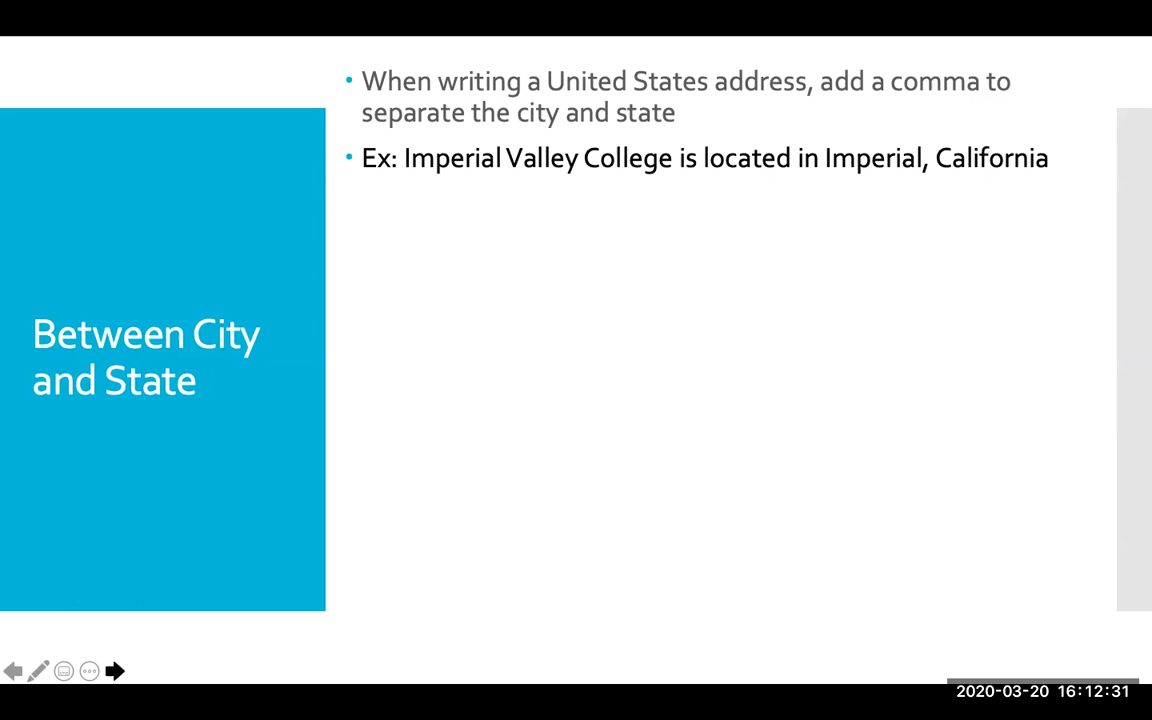 • When writing a United States address, add a comma to
separate the city and state
• Ex: Imperial Valley College is located in Imperial, California
Between City
and State
2020-03-20 16:12:31